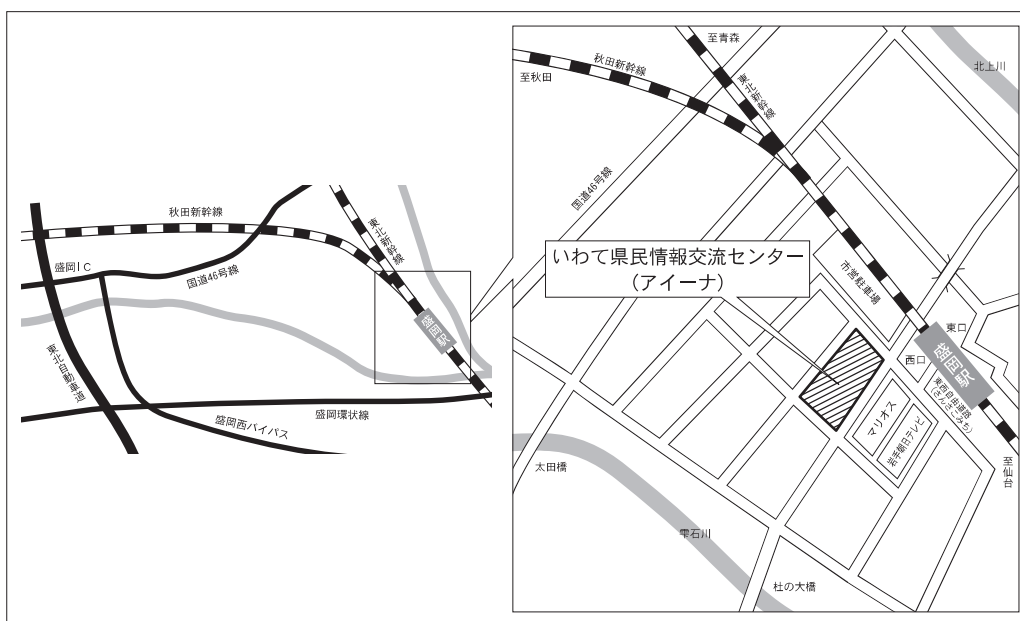 秋田新幹線
東北新幹線
盛岡IC
国道46号線
盛岡駅
東北自動車道
盛岡環状線
盛岡西バイパス
至青森
北上川
秋田新幹線
至秋田
東北新幹線
国道46号線
いわて県民情報交流センター
(アイーナ)
市営駐車場
東口
西口
盛岡駅
東西自由道路
(さんさこみち)
マリオス
岩手朝日テレビ
至仙台
太田橋
雫石川
杜の大橋